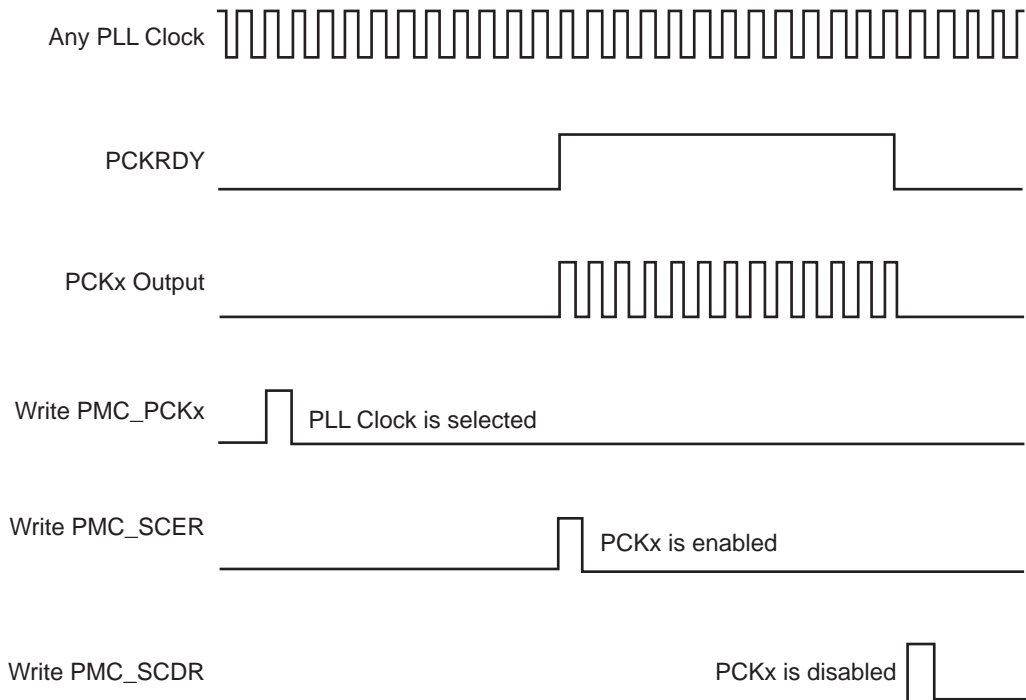 Any PLL Clock
PCKRDY
PCKx Output
Write PMC_PCKx
PLL Clock is selected
Write PMC_SCER
PCKx is enabled
Write PMC_SCDR
PCKx is disabled